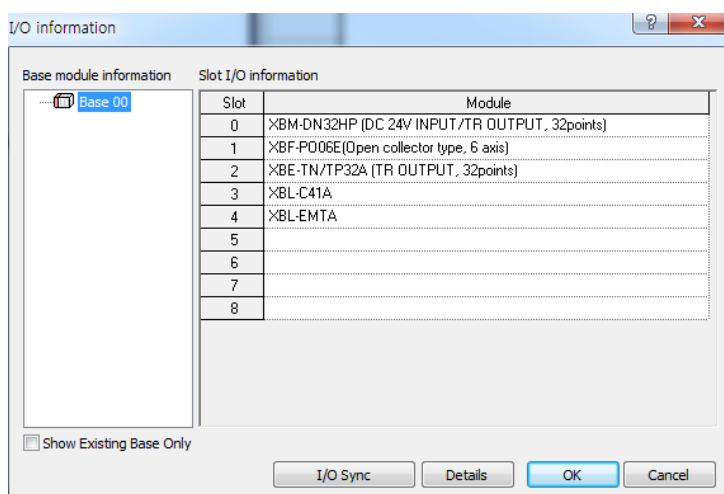 I/O information
Base module information
Slot I/O information
Base 00
Slot Module
0 XBM-DN32HP (DC 24V INPUT/TR OUTPUT, 32points)
1 XBF-PO06E(Open collector type, 6 axis)
2 XBE-TN/TP32A (TR OUTPUT, 32points)
3 XBL-C41A
4 XBL-EMTA
5
6
7
8
Show Existing Base Only
I/O Sync Details OK Cancel